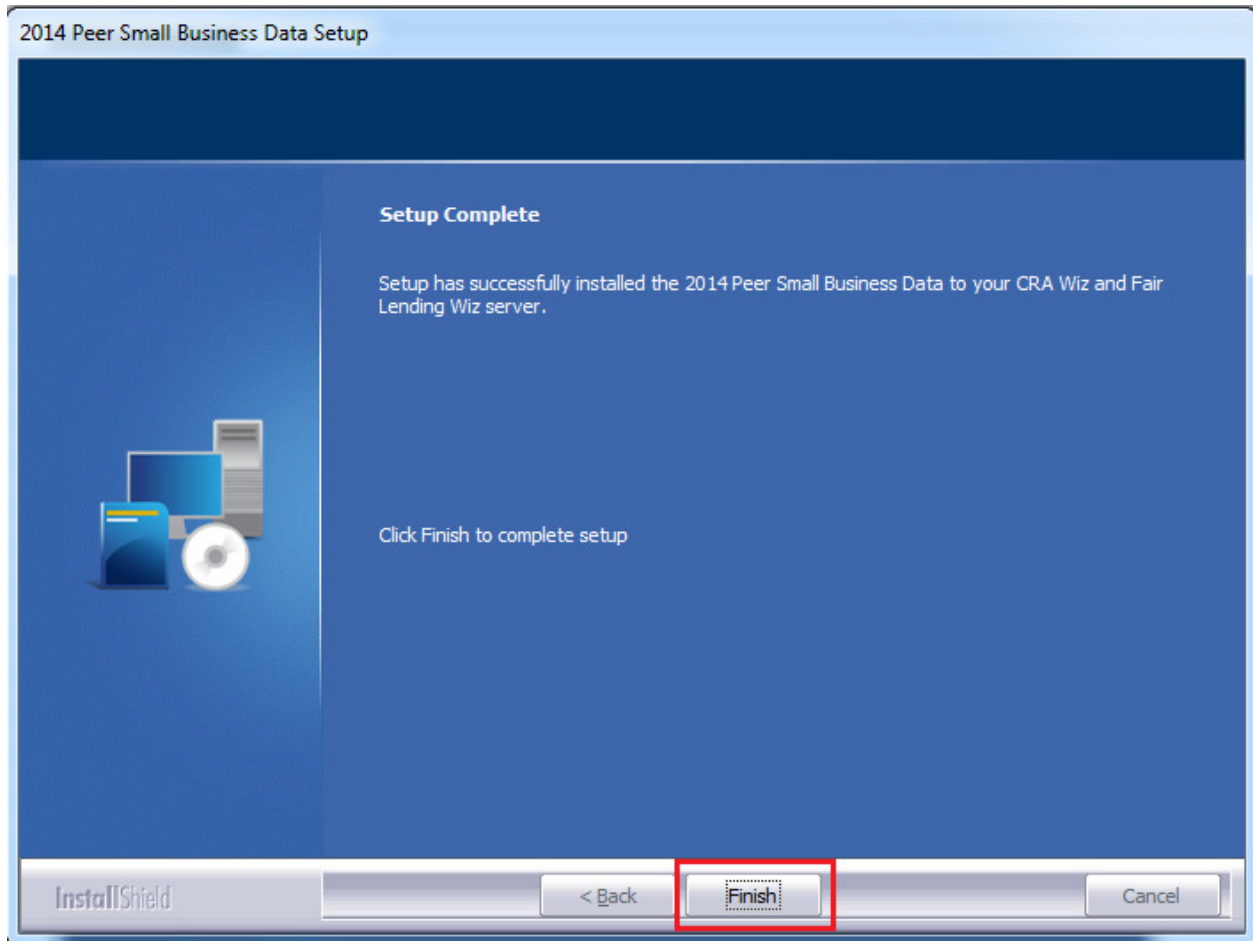 2014 Peer Small Business Data Setup
Setup Complete
Setup has successfully installed the 2014 Peer Small Business Data to your CRA Wiz and Fair
Lending Wiz server.
Click Finish to complete setup
InstallShield
< Back
Finish
Cancel